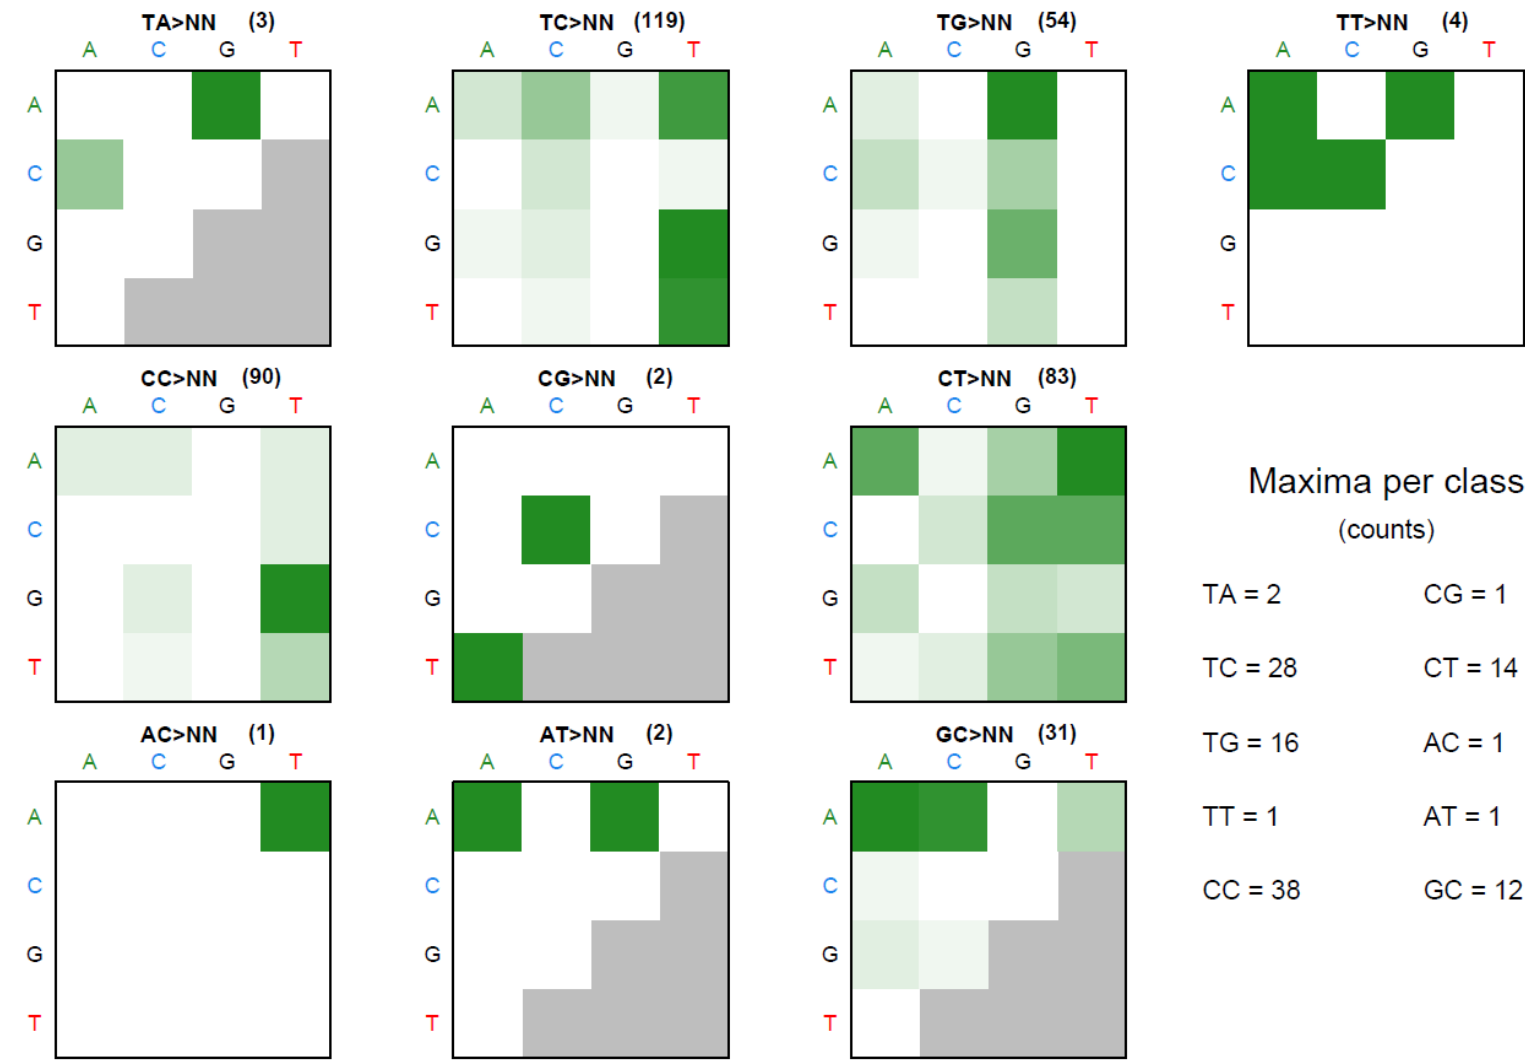 TA>NN (3)
A C G T
A
C
G
T
TC>NN (119)
A C G T
A
C
G
T
TG>NN (54)
A C G T
A
C
G
T
TT>NN (4)
A C G T
A
C
G
T
CC>NN (90)
A C G T
A
C
G
T
CG>NN (2)
A C G T
A
C
G
T
CT>NN (83)
A C G T
A
C
G
T
AC>NN (1)
A C G T
A
C
G
T
AT>NN (2)
A C G T
A
C
G
T
GC>NN (31)
A C G T
A
C
G
T
Maxima per class
(counts)
TA = 2 CG = 1
TC = 28 CT = 14
TG = 16 AC = 1
TT = 1 AT = 1
CC = 38 GC = 12